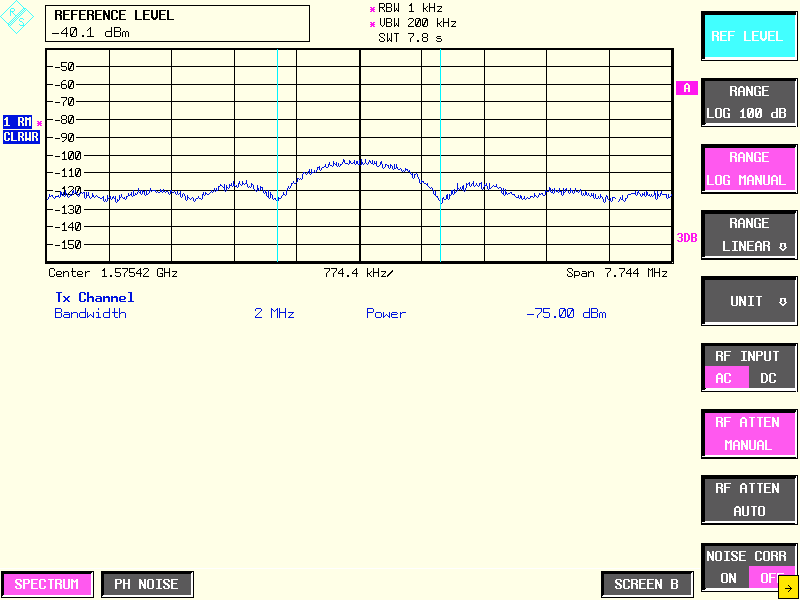 R
S
REFERENCE LEVEL
-40.1 dBm
* RBW 1 kHz
* VBW 200 kHz
SWT 7.8 s
REF LEVEL
-50
-60
-70
-80
-90
-100
-110
-120
-130
-140
-150
1 RM *
CLRWR
A
3DB
RANGE
LOG 100 dB
RANGE
LOG MANUAL
RANGE
LINEAR ⇩
Center 1.57542 GHz 774.4 kHz/ Span 7.744 MHz
Tx Channel
Bandwidth 2 MHz Power -75.00 dBm
UNIT ⇩
RF INPUT
AC DC
RF ATTEN
MANUAL
RF ATTEN
AUTO
NOISE CORR
ON OFF
→
SPECTRUM PH NOISE SCREEN B